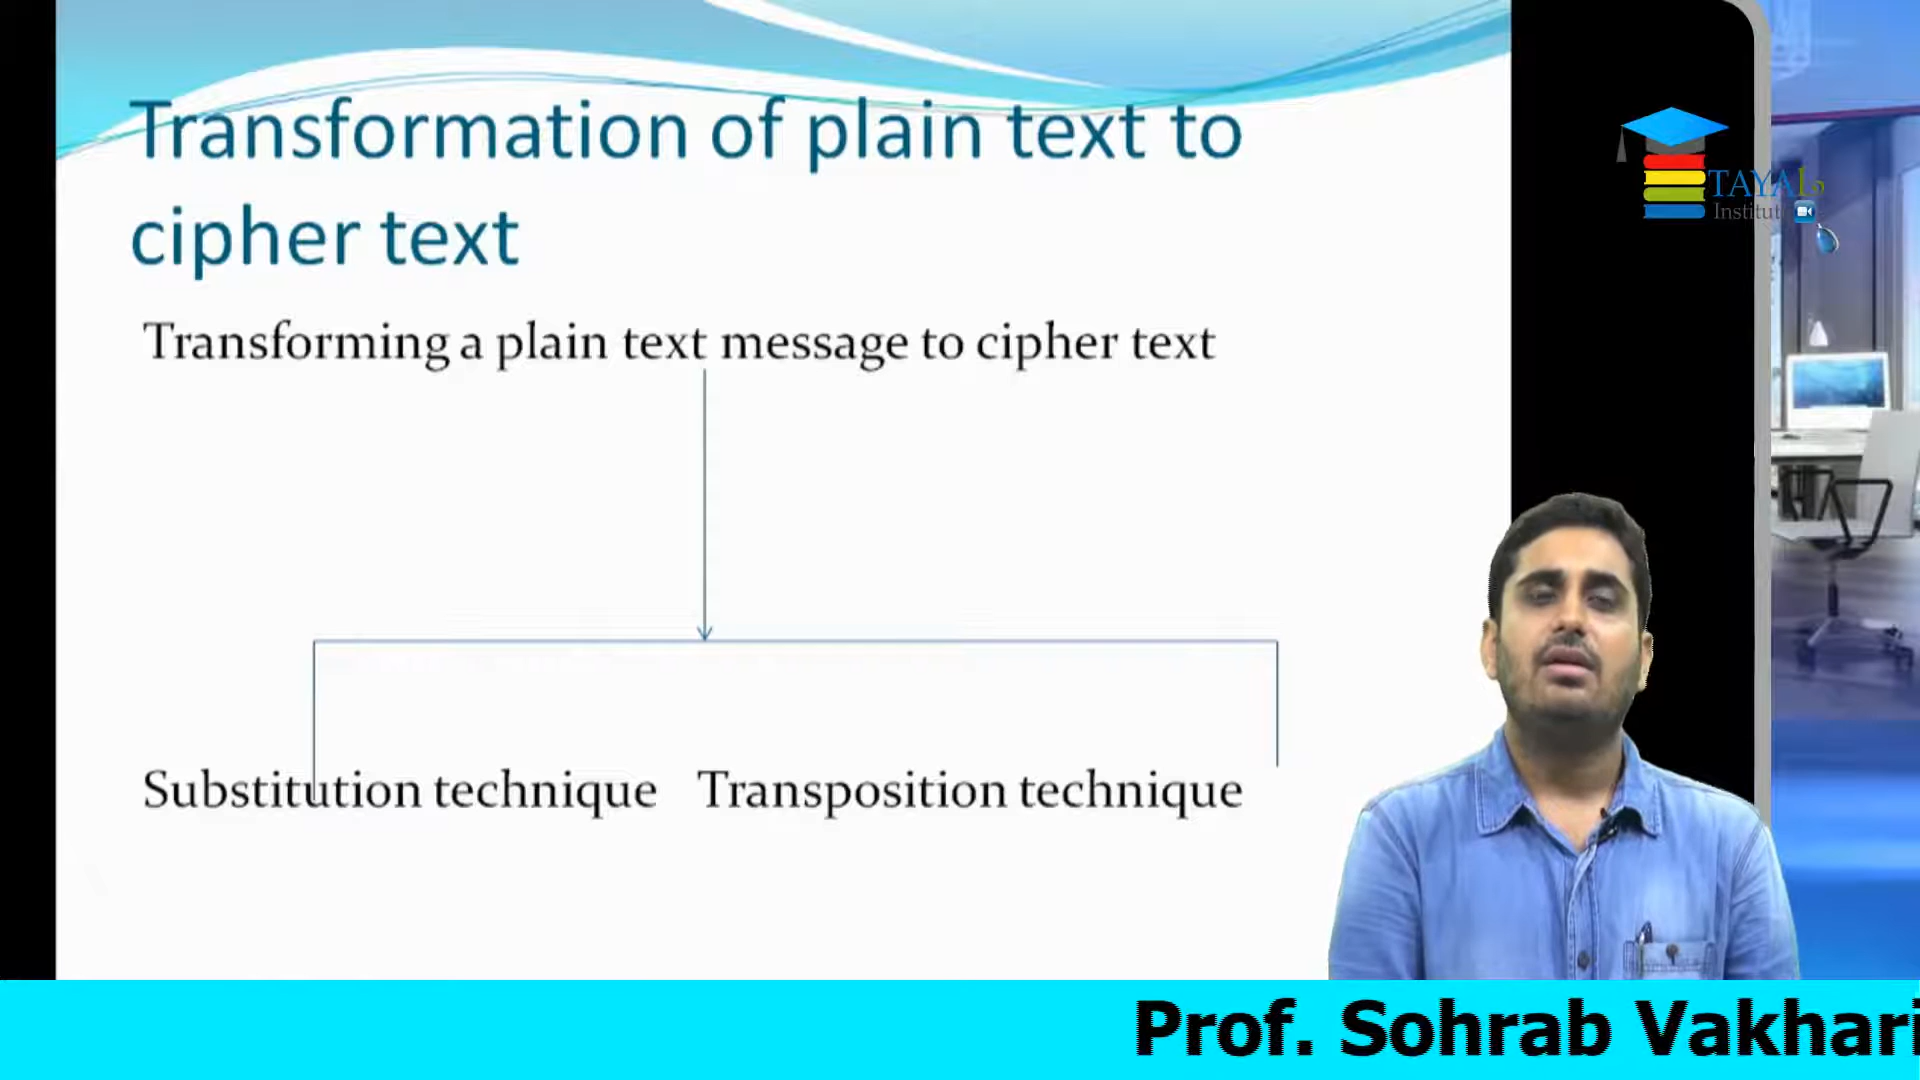 Transformation of plain text to
cipher text
Transforming a plain text message to cipher text
Substitution technique Transposition technique
TAYAL
Institute
Prof. Sohrab Vakhari